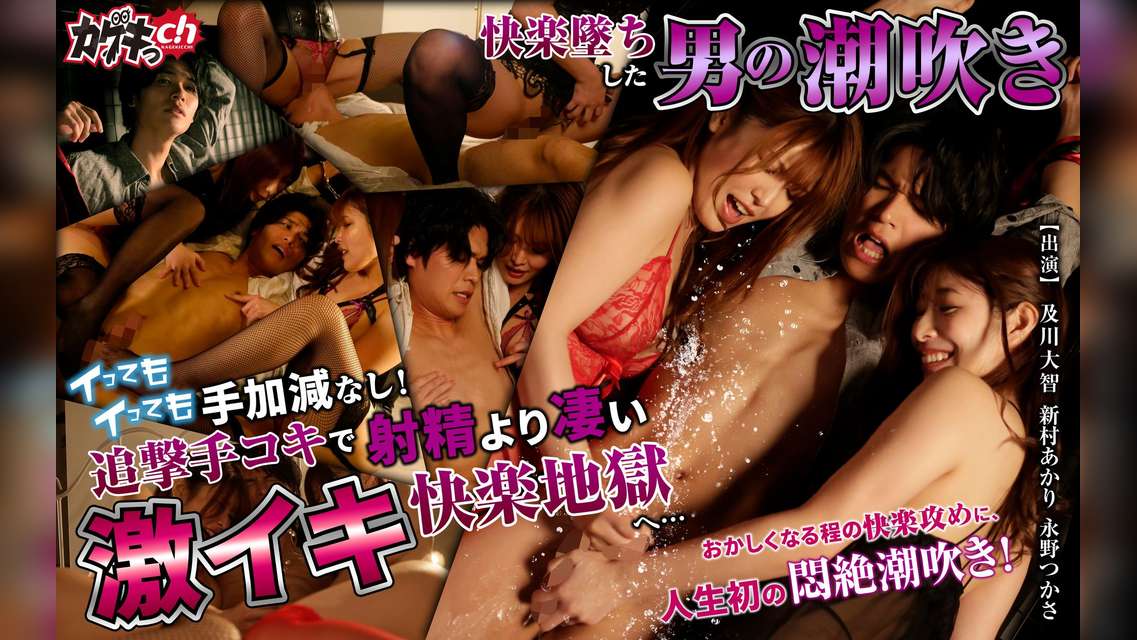 カゲキっch
KAGEKICCHI
快楽墜ちした
男の潮吹き
【出演】 及川大智 新村あかり 永野つかさ
イっても
イっても手加減なし!
追撃手コキで射精より凄い
激イキ快楽地獄へ…
おかしくなる程の快楽攻めに、
人生初の悶絶潮吹き!